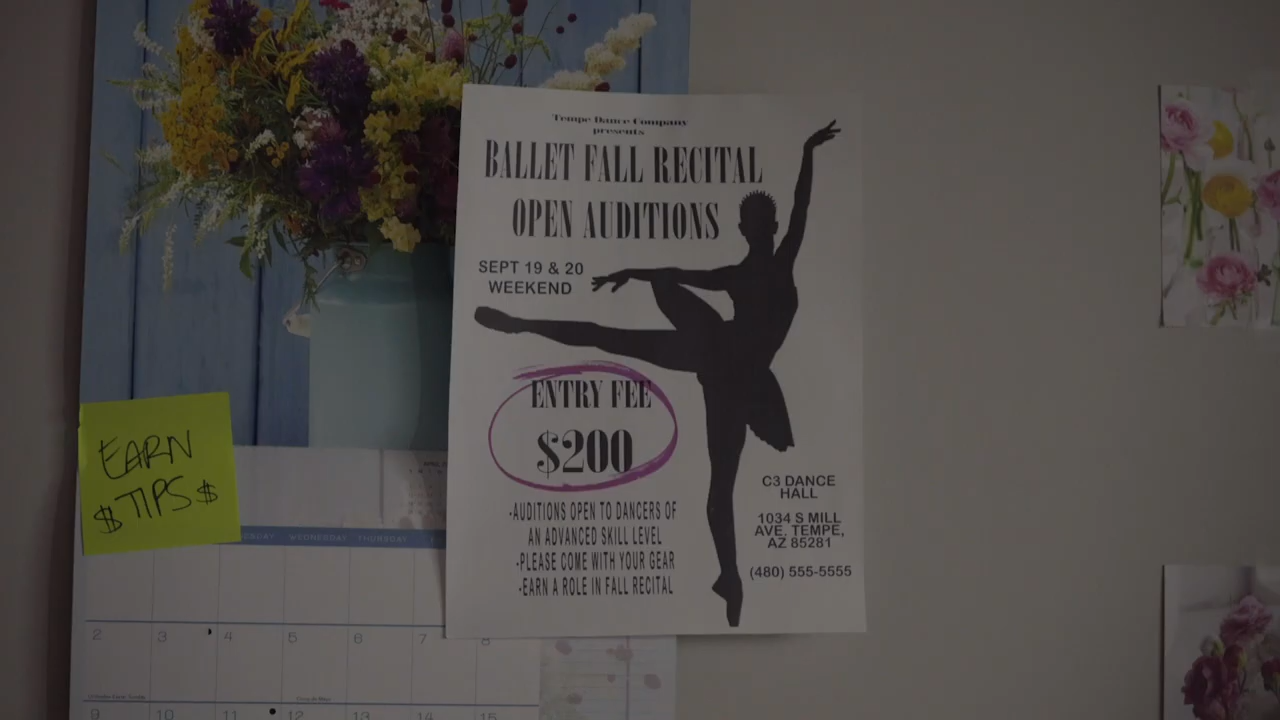 Tempe Dance Company
presents
BALLET FALL RECITAL
OPEN AUDITIONS
SEPT 19 & 20
WEEKEND
ENTRY FEE
$200
-AUDITIONS OPEN TO DANCERS OF
AN ADVANCED SKILL LEVEL
-PLEASE COME WITH YOUR GEAR
-EARN A ROLE IN FALL RECITAL
C3 DANCE
HALL
1034 S MILL
AVE, TEMPE,
AZ 85281
(480) 555-5555
EARN
$ TIPS $
WEDNESDAY THURSDAY
2 3 4 5 6 7 8
9 10 11 12 13 14 15